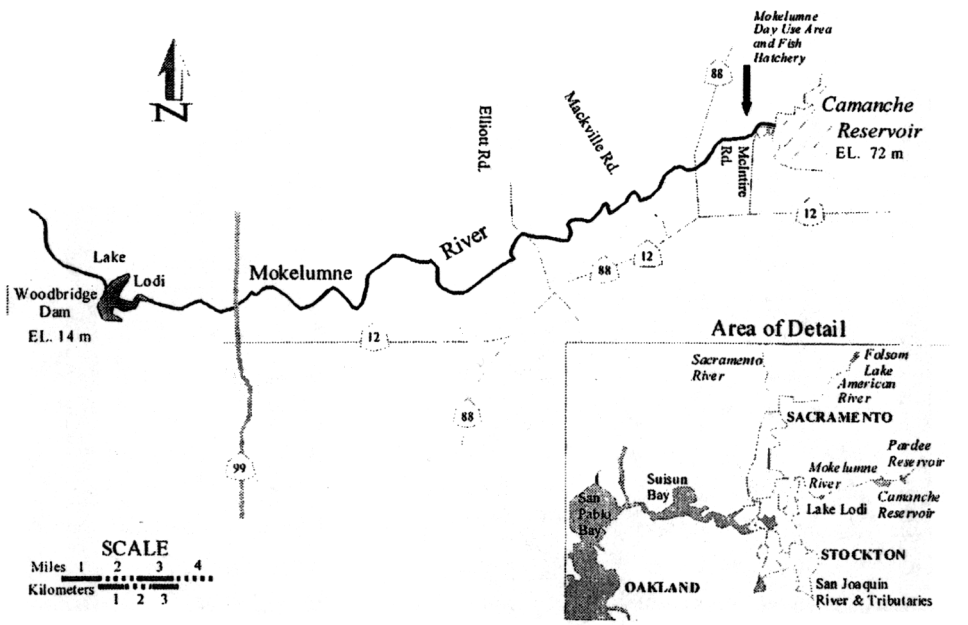 Mokelumne
Day Use Area
and Fish
Hatchery
N
88
Elliott Rd.
Mackville Rd.
Camanche
Reservoir
EL. 72 m
McIntire
Rd.
12
River
12
88
Lake
Lodi
Mokelumne
Woodbridge
Dam
EL. 14 m
12
88
99
SCALE
Miles 1 2 3 4
Kilometers
1 2 3
Area of Detail
Sacramento
River
Folsom
Lake
American
River
SACRAMENTO
Pardee
Reservoir
Mokelumne
River
Suisun
Bay
San
Pablo
Bay
Lake Lodi
Camanche
Reservoir
STOCKTON
OAKLAND
San Joaquin
River & Tributaries